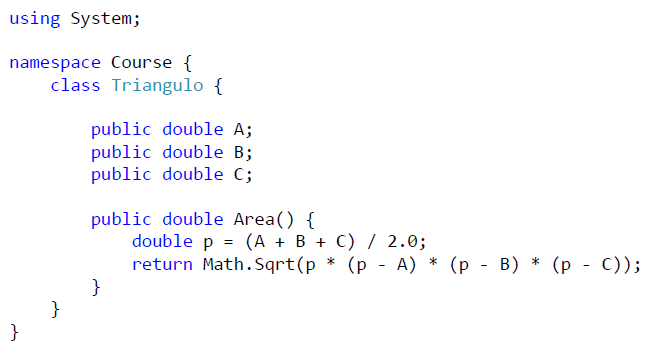 using System;
namespace Course {
    class Triangulo {
        public double A;
        public double B;
        public double C;
        public double Area() {
            double p = (A + B + C) / 2.0;
            return Math.Sqrt(p * (p - A) * (p - B) * (p - C));
        }
    }
}